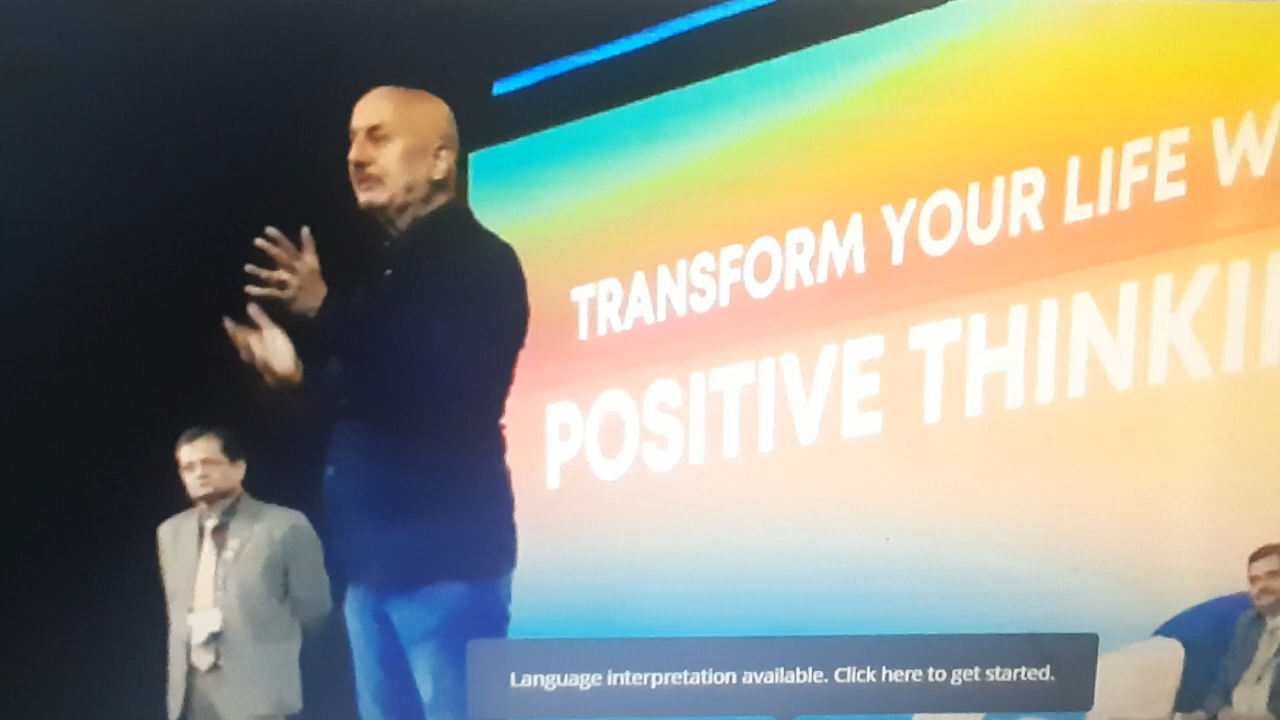 TRANSFORM YOUR LIFE
POSITIVE
Language interpretation available. Click here to get started.